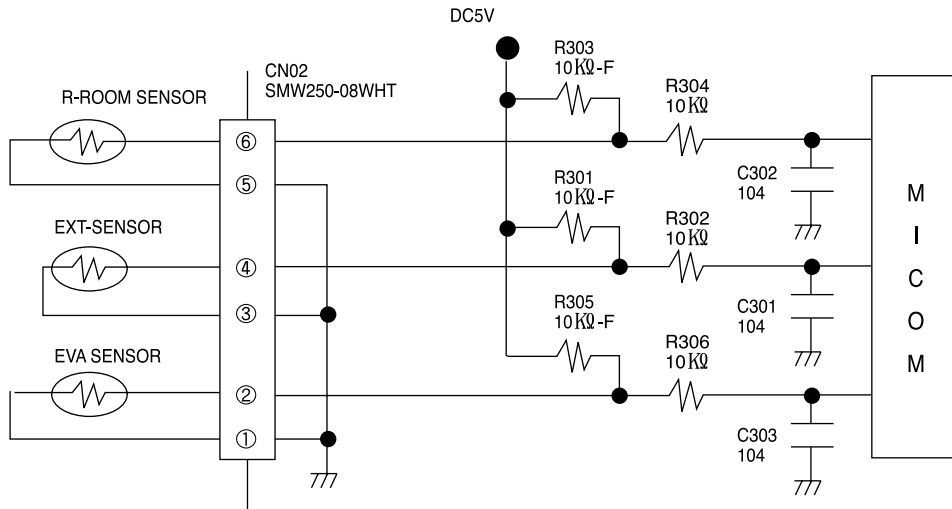 DC5V
CN02
SMW250-08WHT
R303
10KΩ-F
R304
10KΩ
R-ROOM SENSOR
⑥
⑤
C302
104
R301
10KΩ-F
R302
10KΩ
EXT-SENSOR
④
③
C301
104
R305
10KΩ-F
R306
10KΩ
EVA SENSOR
②
①
C303
104
M
I
C
O
M